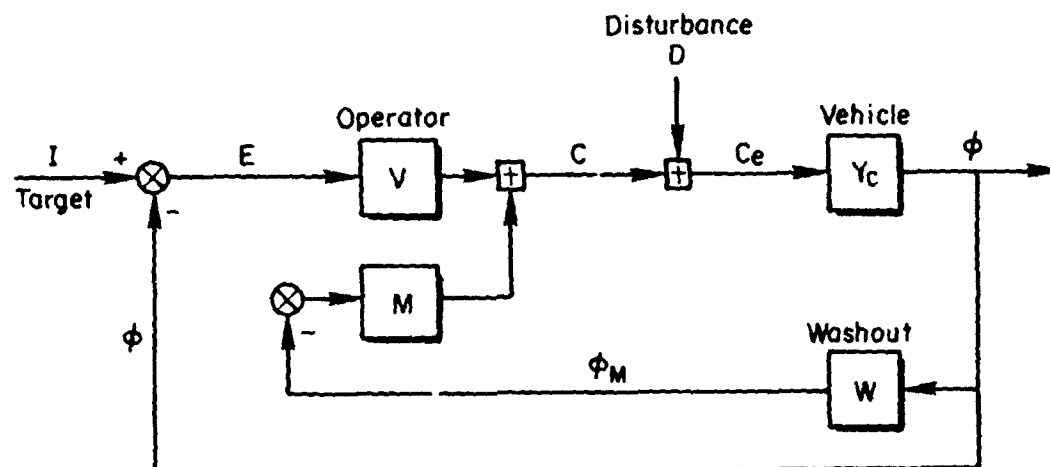 Disturbance
D
Operator
Vehicle
I
+
E
V
+
C
+
Ce
Yc
ϕ
Target
-
M
-
ϕ
Washout
ϕM
W